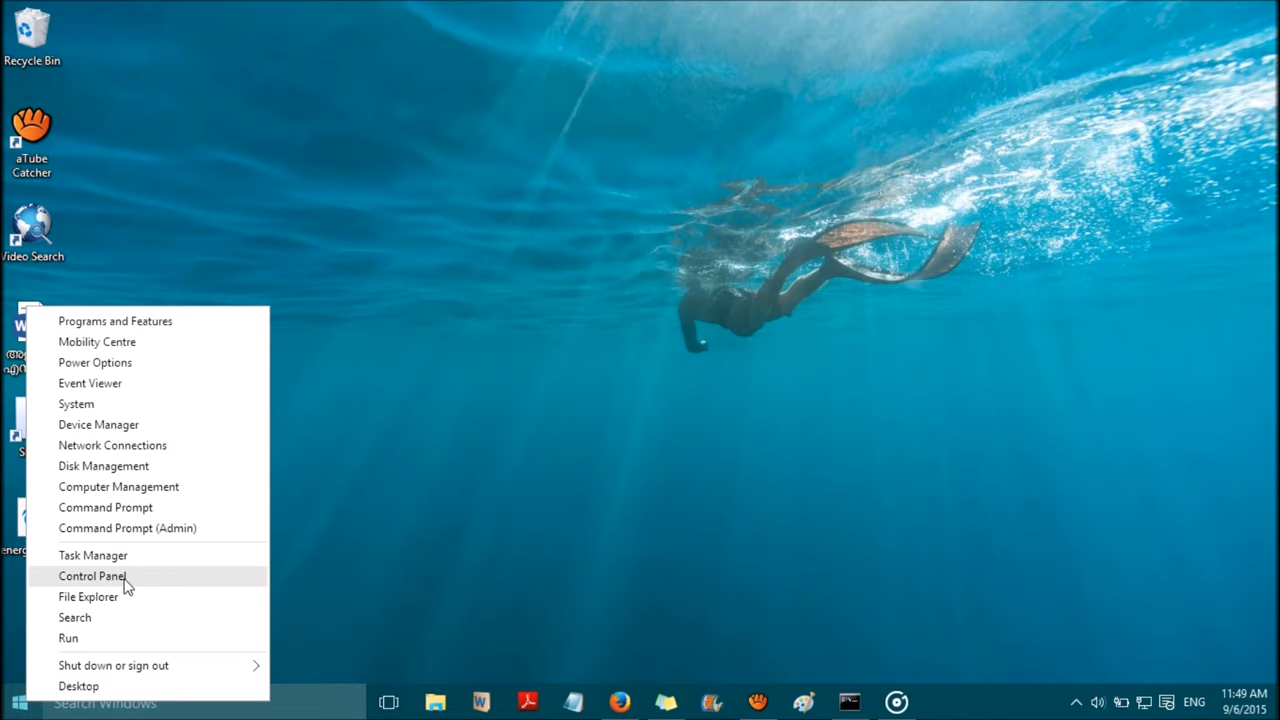 Recycle Bin
aTube
Catcher
Video Search
Programs and Features
Mobility Centre
Power Options
Event Viewer
System
Device Manager
Network Connections
Disk Management
Computer Management
Command Prompt
Command Prompt (Admin)
Task Manager
Control Panel
File Explorer
Search
Run
Shut down or sign out
Desktop
Search Windows
ENG
11:49 AM
9/6/2015